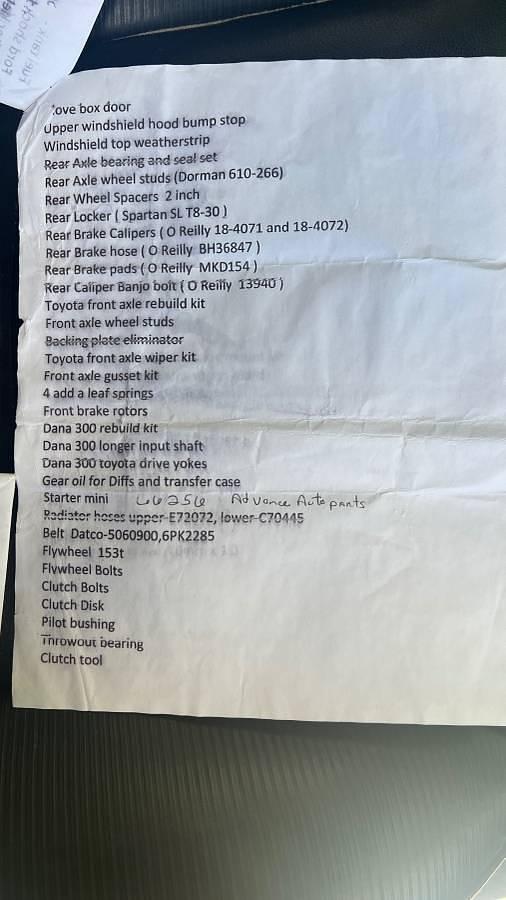 ove box door
Upper windshield hood bump stop
Windshield top weatherstrip
Rear Axle bearing and seal set
Rear Axle wheel studs (Dorman 610-266)
Rear Wheel Spacers 2 inch
Rear Locker ( Spartan SL T8-30 )
Rear Brake Calipers ( O Reilly 18-4071 and 18-4072)
Rear Brake hose ( O Reilly BH36847 )
Rear Brake pads ( O Reilly MKD154 )
Rear Caliper Banjo bolt ( O Reilly 13940 )
Toyota front axle rebuild kit
Front axle wheel studs
Backing plate eliminator
Toyota front axle wiper kit
Front axle gusset kit
4 add a leaf springs
Front brake rotors
Dana 300 rebuild kit
Dana 300 longer input shaft
Dana 300 toyota drive yokes
Gear oil for Diffs and transfer case
Starter mini 66256 Advance Auto parts
Radiator hoses upper-E72072, lower-C70445
Belt Datco-5060900,6PK2285
Flywheel 153t
Flywheel Bolts
Clutch Bolts
Clutch Disk
Pilot bushing
Throwout bearing
Clutch tool